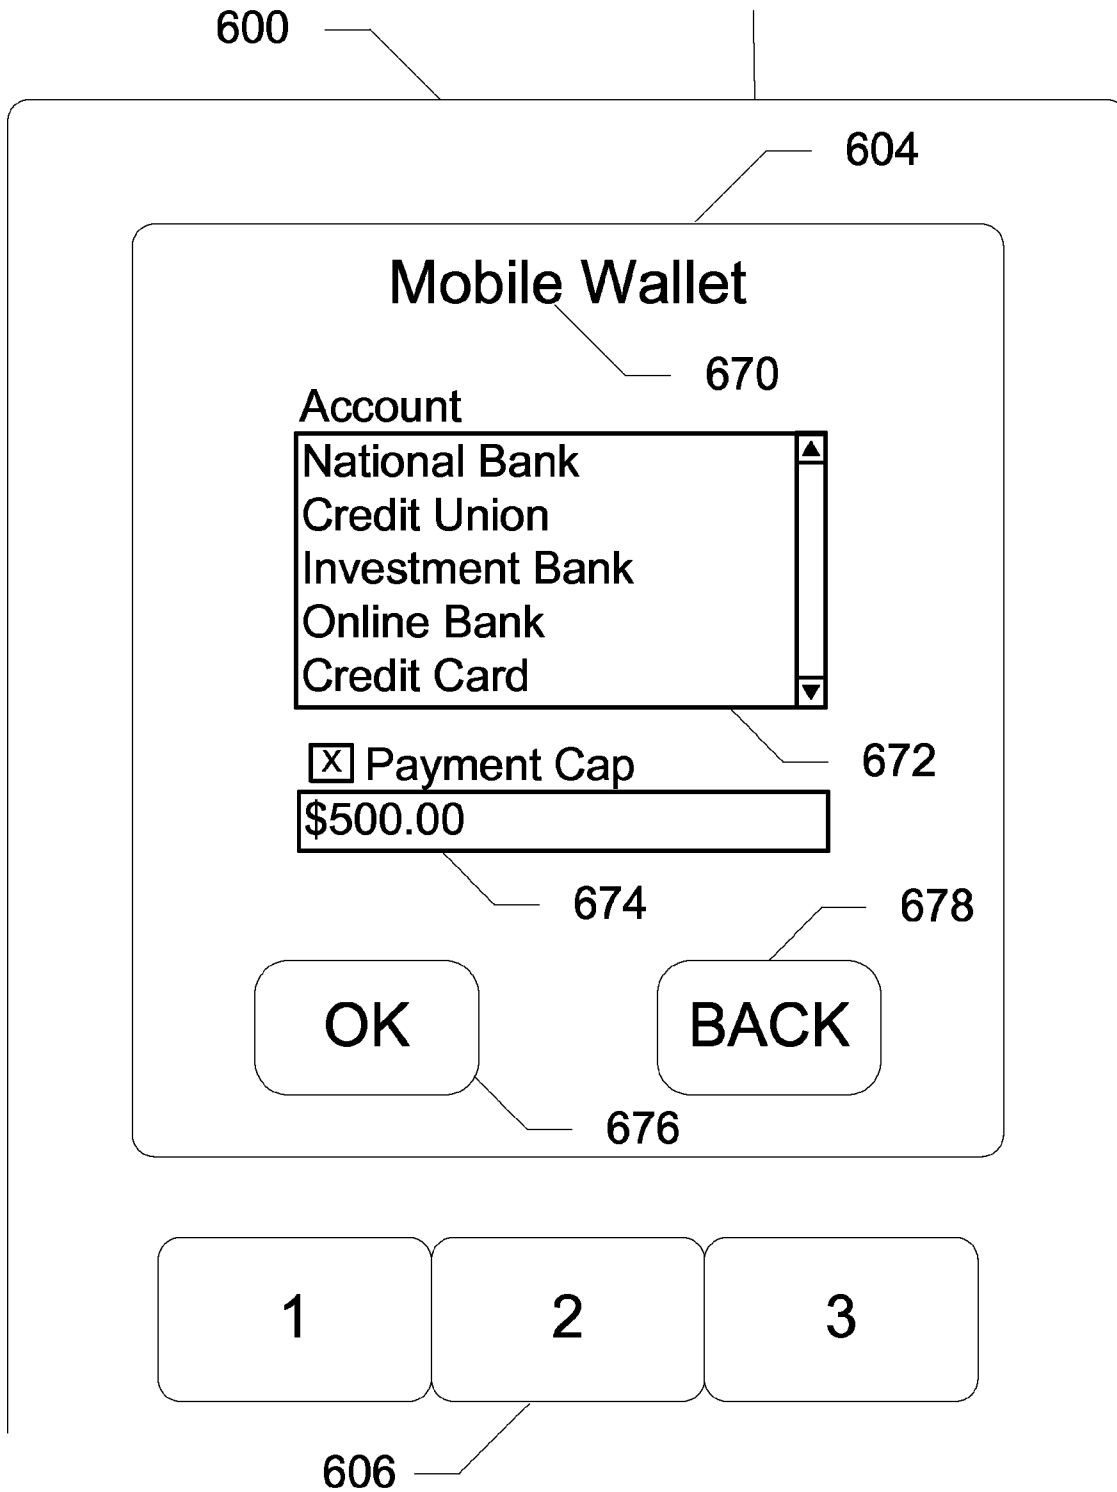 600
604
Mobile Wallet
670
Account
National Bank
Credit Union
Investment Bank
Online Bank
Credit Card
672
X Payment Cap
$500.00
674
678
OK
BACK
676
1 2 3
606